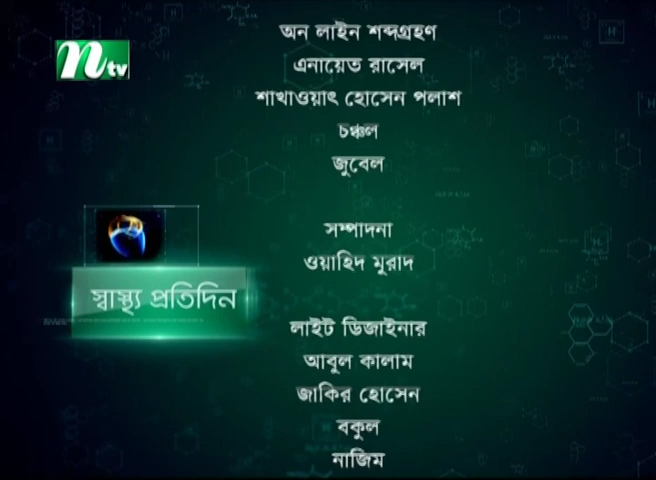 ntv
অন লাইন শব্দগ্রহণ
এনায়েত রাসেল
শাখাওয়াৎ হোসেন পলাশ
চঞ্চল
জুবেল
সম্পাদনা
ওয়াহিদ মুরাদ
স্বাস্থ্য প্রতিদিন
লাইট ডিজাইনার
আবুল কালাম
জাকির হোসেন
বকুল
নাজিম